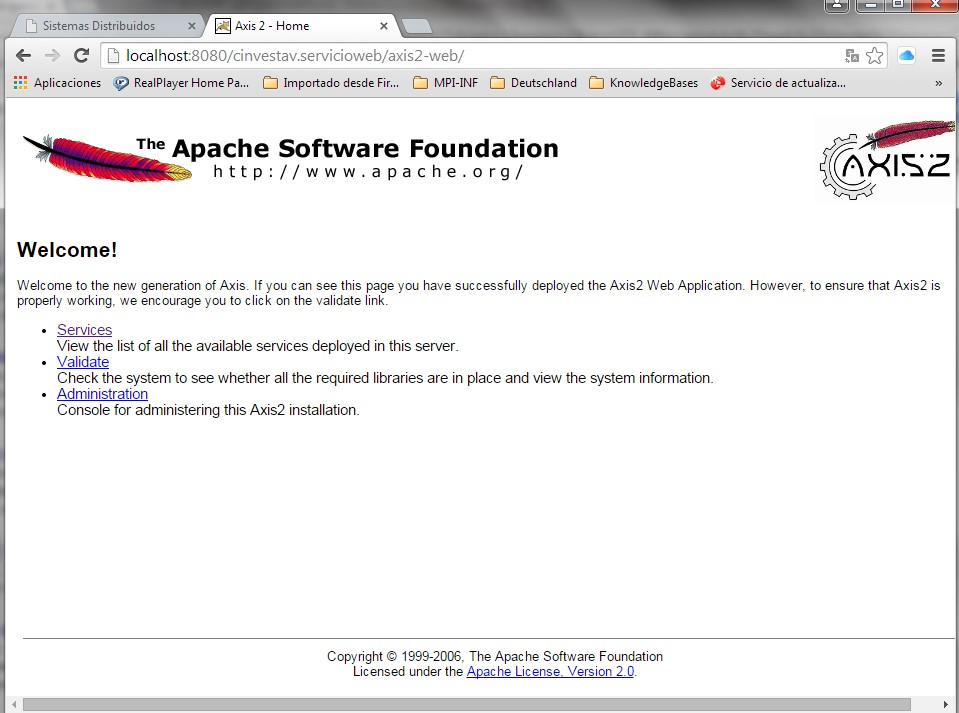 Sistemas Distribuidos
Axis 2 - Home
localhost:8080/cinvestav.servicioweb/axis2-web/
Aplicaciones
RealPlayer Home Pa...
Importado desde Fir...
MPI-INF
Deutschland
KnowledgeBases
Servicio de actualiza...
»
The Apache Software Foundation
http://www.apache.org/
AXIS2
Welcome!
Welcome to the new generation of Axis. If you can see this page you have successfully deployed the Axis2 Web Application. However, to ensure that Axis2 is
properly working, we encourage you to click on the validate link.
• Services
View the list of all the available services deployed in this server.
• Validate
Check the system to see whether all the required libraries are in place and view the system information.
• Administration
Console for administering this Axis2 installation.
Copyright © 1999-2006, The Apache Software Foundation
Licensed under the Apache License, Version 2.0.